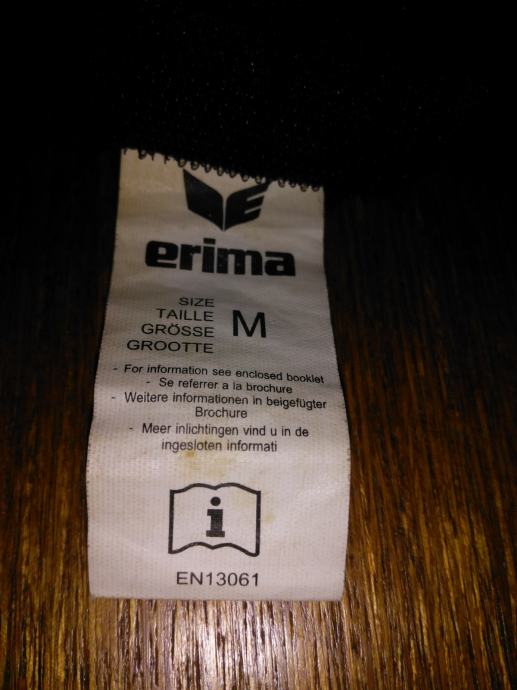 erima
SIZE
TAILLE
GRÖSSE
GROOTTE
M
- For information see enclosed booklet
- Se referrer a la brochure
- Weitere informationen in beigefügter
Brochure
- Meer inlichtingen vind u in de
ingesloten informati
i
EN13061